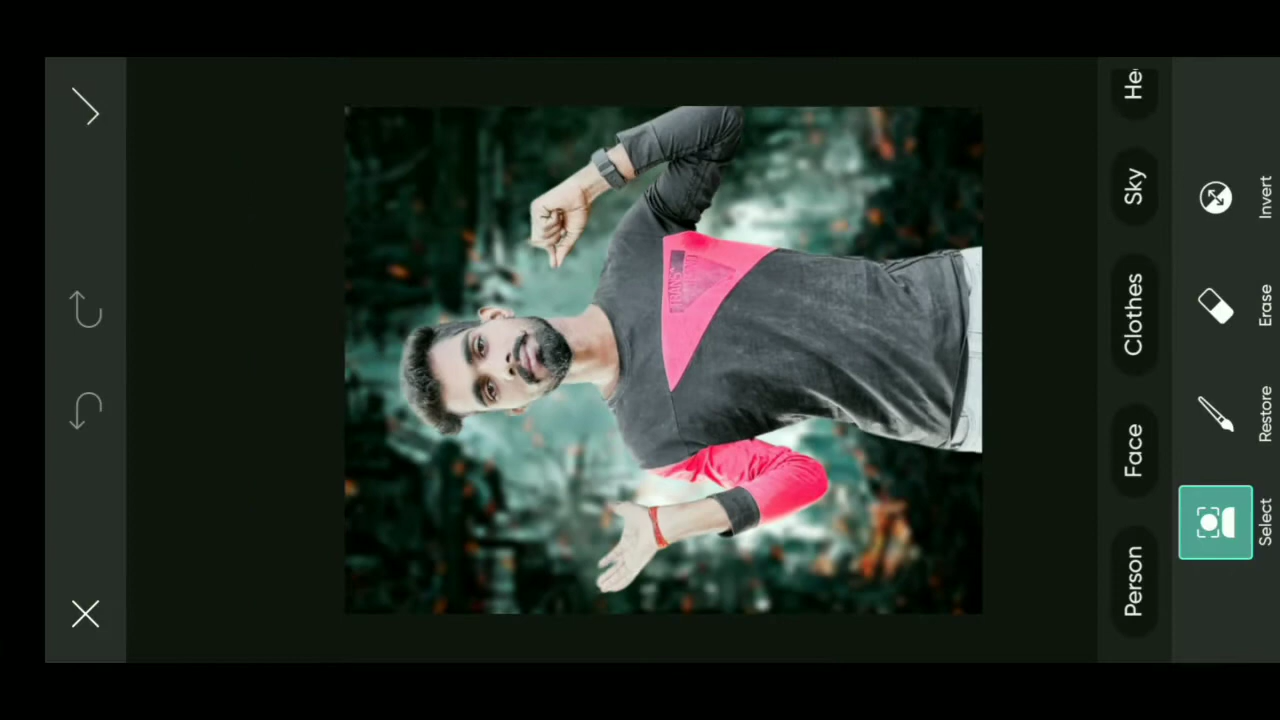 Person
Face
Clothes
Sky
He
Select
Restore
Erase
Invert